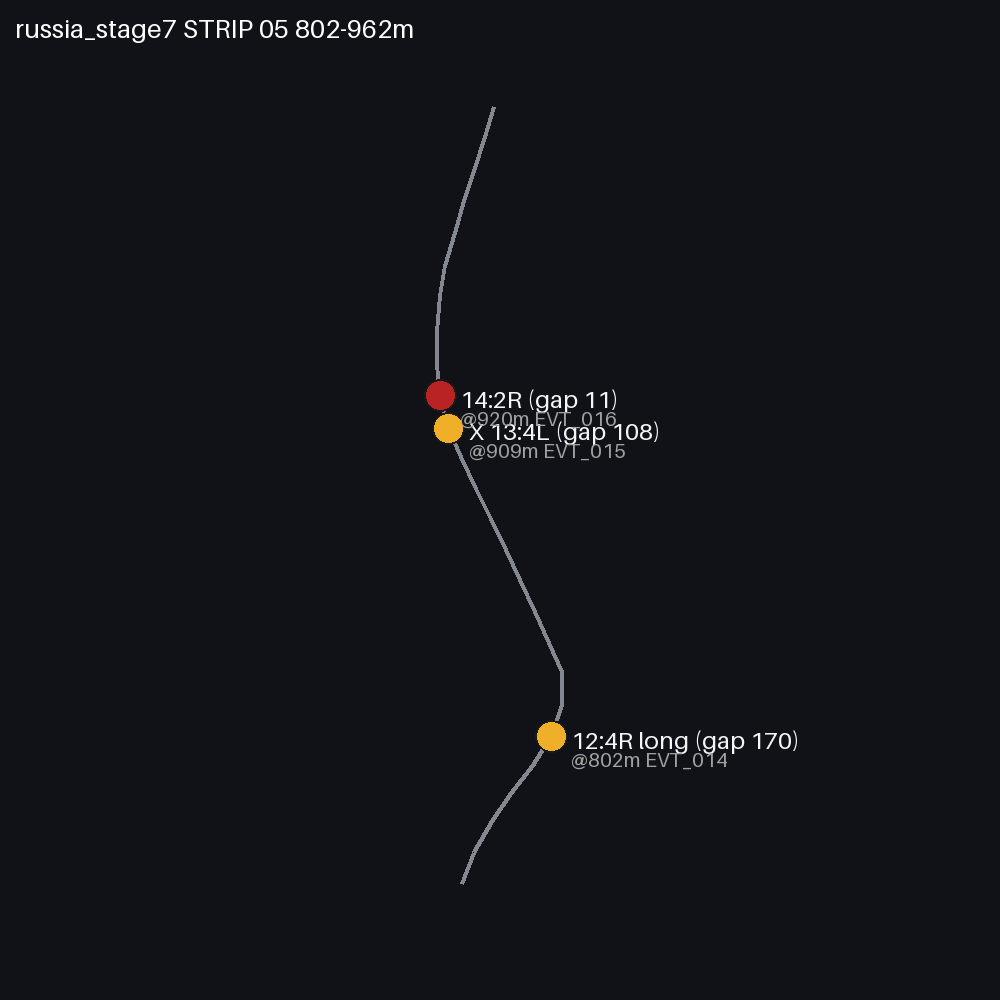 russia_stage7 STRIP 05 802-962m
14:2R (gap 11)
@920m EVT_016
X 13:4L (gap 108)
@909m EVT_015
12:4R long (gap 170)
@802m EVT_014